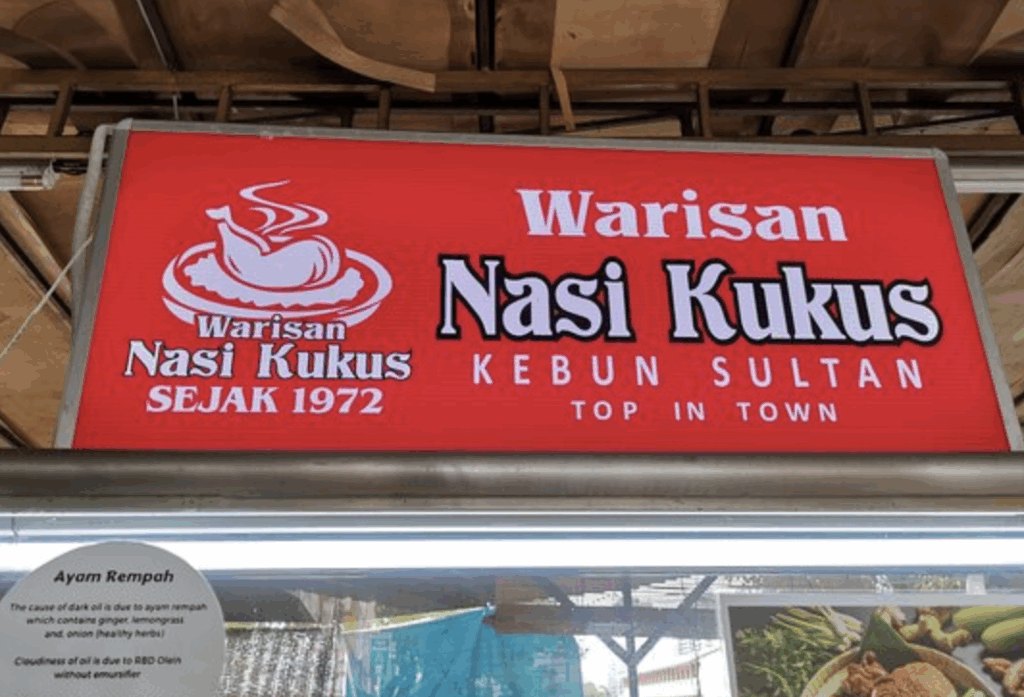 Warisan
Nasi Kukus
SEJAK 1972
Warisan
Nasi Kukus
KEBUN SULTAN
TOP IN TOWN
Ayam Rempah
The cause of dark oil is due to ayam rempah
which contains ginger, lemongrass
and, onion (healthy herbs)
Cloudiness of oil is due to RBD Olein
without emursifier